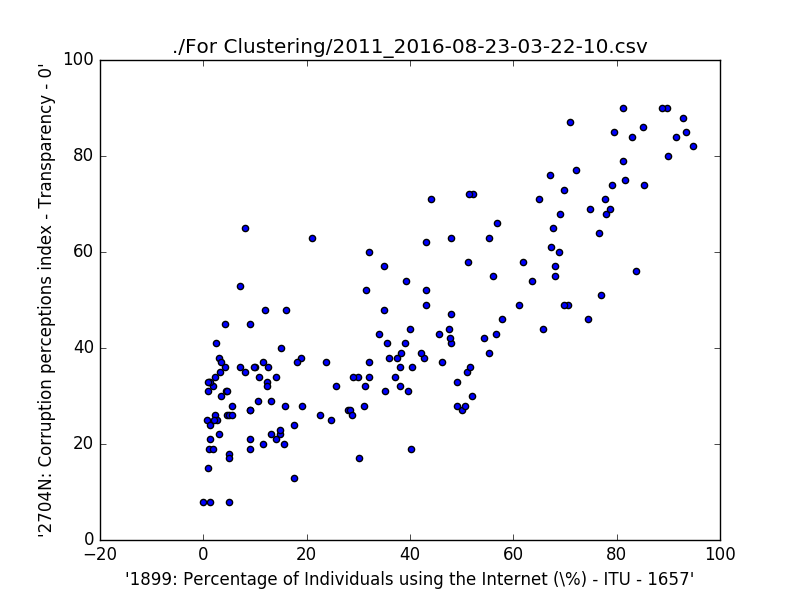 ./For Clustering/2011_2016-08-23-03-22-10.csv
100
80
60
40
20
0
'2704N: Corruption perceptions index - Transparency - 0'
−20 0 20 40 60 80 100
'1899: Percentage of Individuals using the Internet (\%) - ITU - 1657'